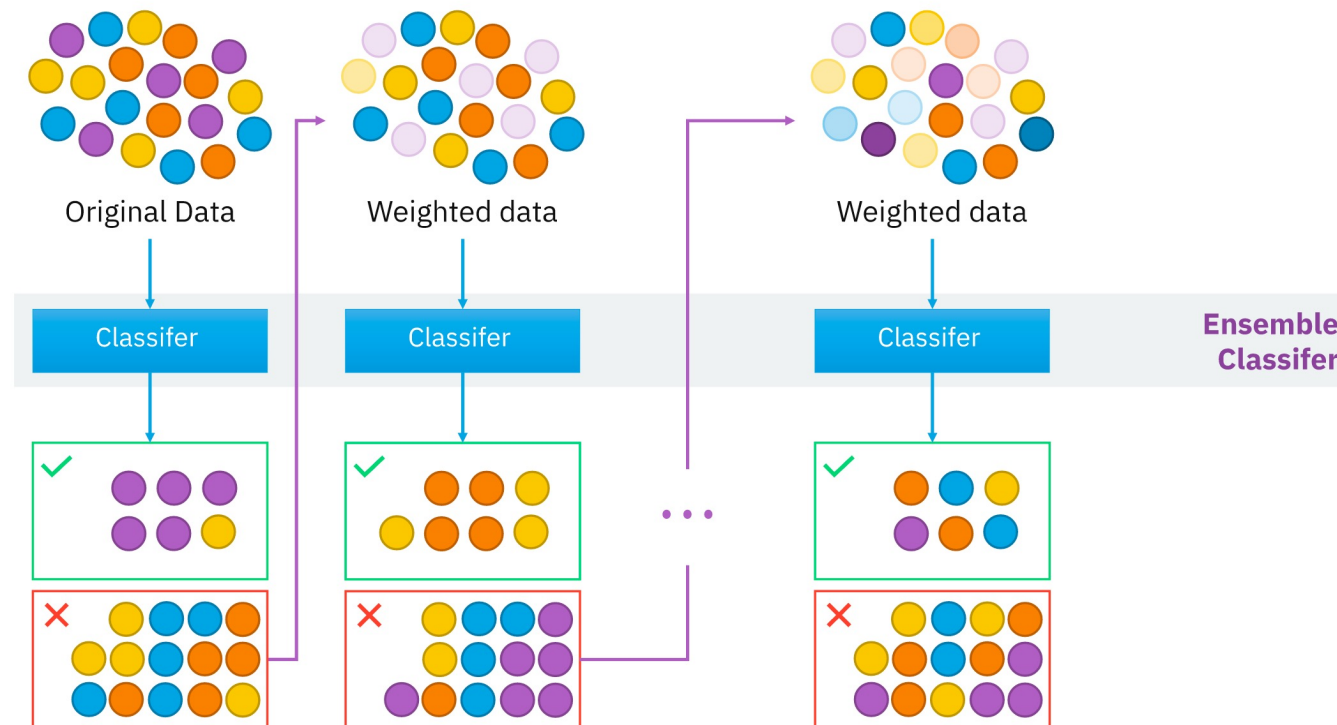 Original Data
Weighted data
Weighted data
Classifer
Classifer
Classifer
Ensemble
Classifer
...